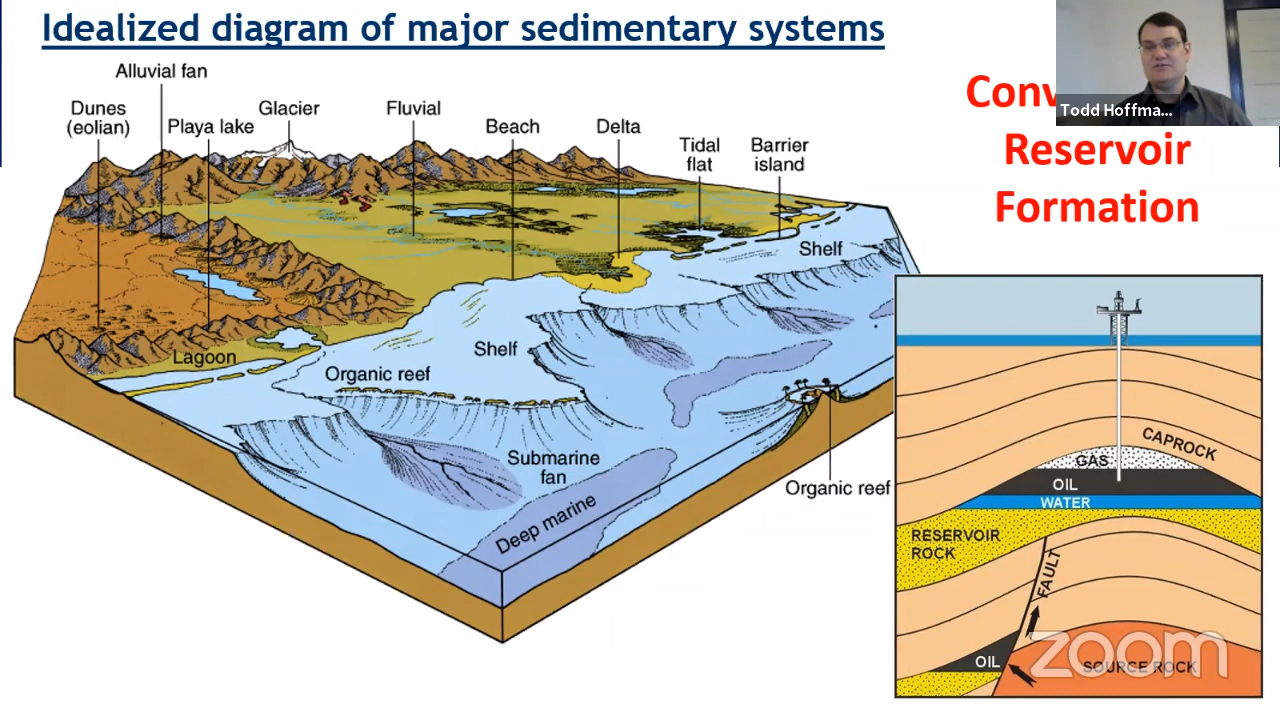 Idealized diagram of major sedimentary systems
Todd Hoffma...
Conv
Reservoir
Formation
Alluvial fan
Dunes
(eolian)
Playa lake
Glacier
Fluvial
Beach
Delta
Tidal
flat
Barrier
island
Shelf
Lagoon
Shelf
Organic reef
Submarine
fan
Deep marine
Organic reef
CAPROCK
GAS
OIL
WATER
RESERVOIR
ROCK
FAULT
OIL
SOURCE ROCK
zoom